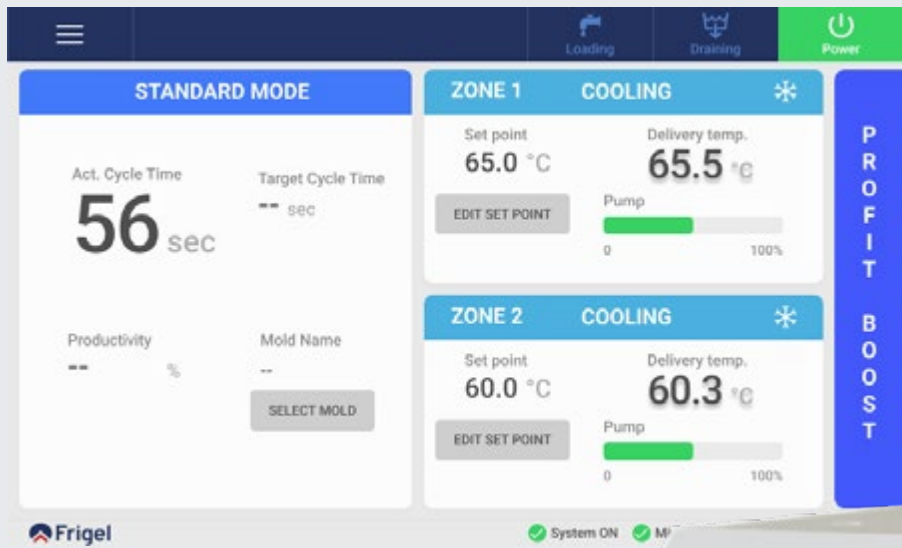 Loading
Draining
Power
STANDARD MODE
Act. Cycle Time
56 sec
Target Cycle Time
-- sec
Productivity
-- %
Mold Name
--
SELECT MOLD
ZONE 1 COOLING
Set point
65.0 °C
Delivery temp.
65.5 °C
EDIT SET POINT
Pump
0 100%
ZONE 2 COOLING
Set point
60.0 °C
Delivery temp.
60.3 °C
EDIT SET POINT
Pump
0 100%
PROFIT BOOST
Frigel
System ON